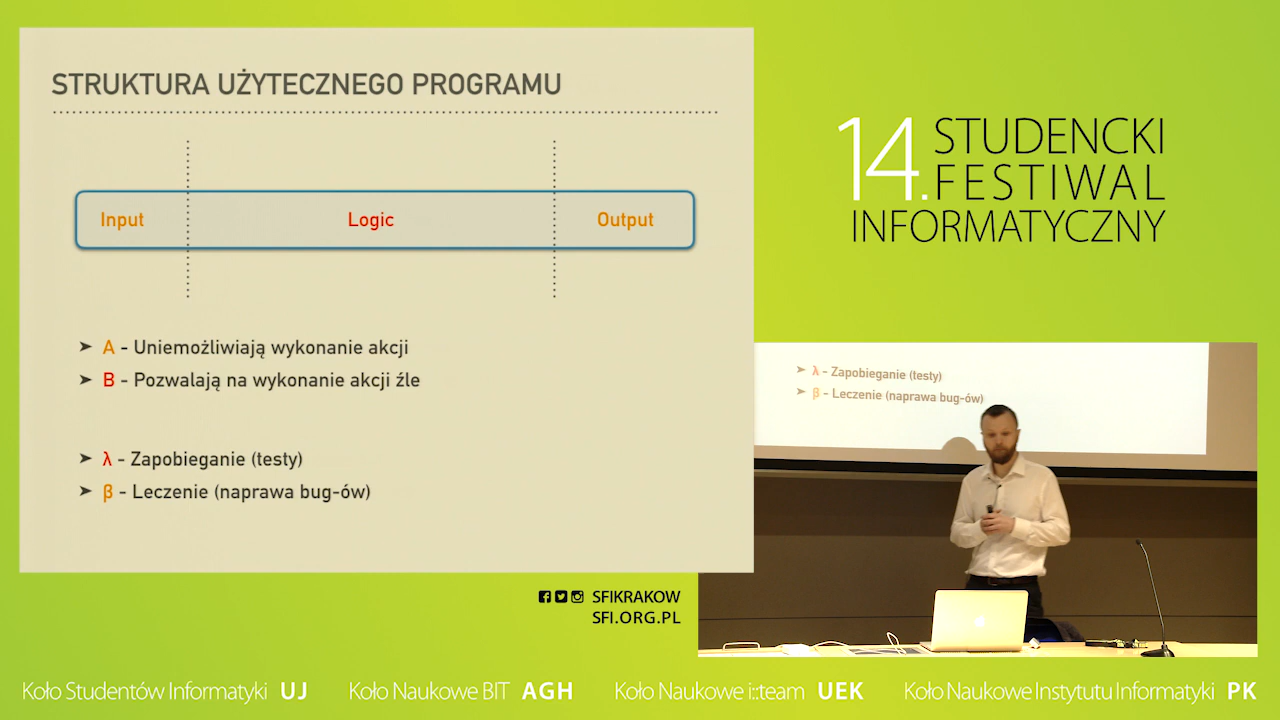 STRUKTURA UŻYTECZNEGO PROGRAMU
Input Logic Output
➤ A - Uniemożliwiają wykonanie akcji
➤ B - Pozwalają na wykonanie akcji źle
➤ λ - Zapobieganie (testy)
➤ β - Leczenie (naprawa bug-ów)
14. STUDENCKI
FESTIWAL
INFORMATYCZNY
➤ λ - Zapobieganie (testy)
➤ β - Leczenie (naprawa bug-ów)
SFIKRAKOW
SFI.ORG.PL
Koło Studentów Informatyki UJ Koło Naukowe BIT AGH Koło Naukowe i::team UEK Koło Naukowe Instytutu Informatyki PK